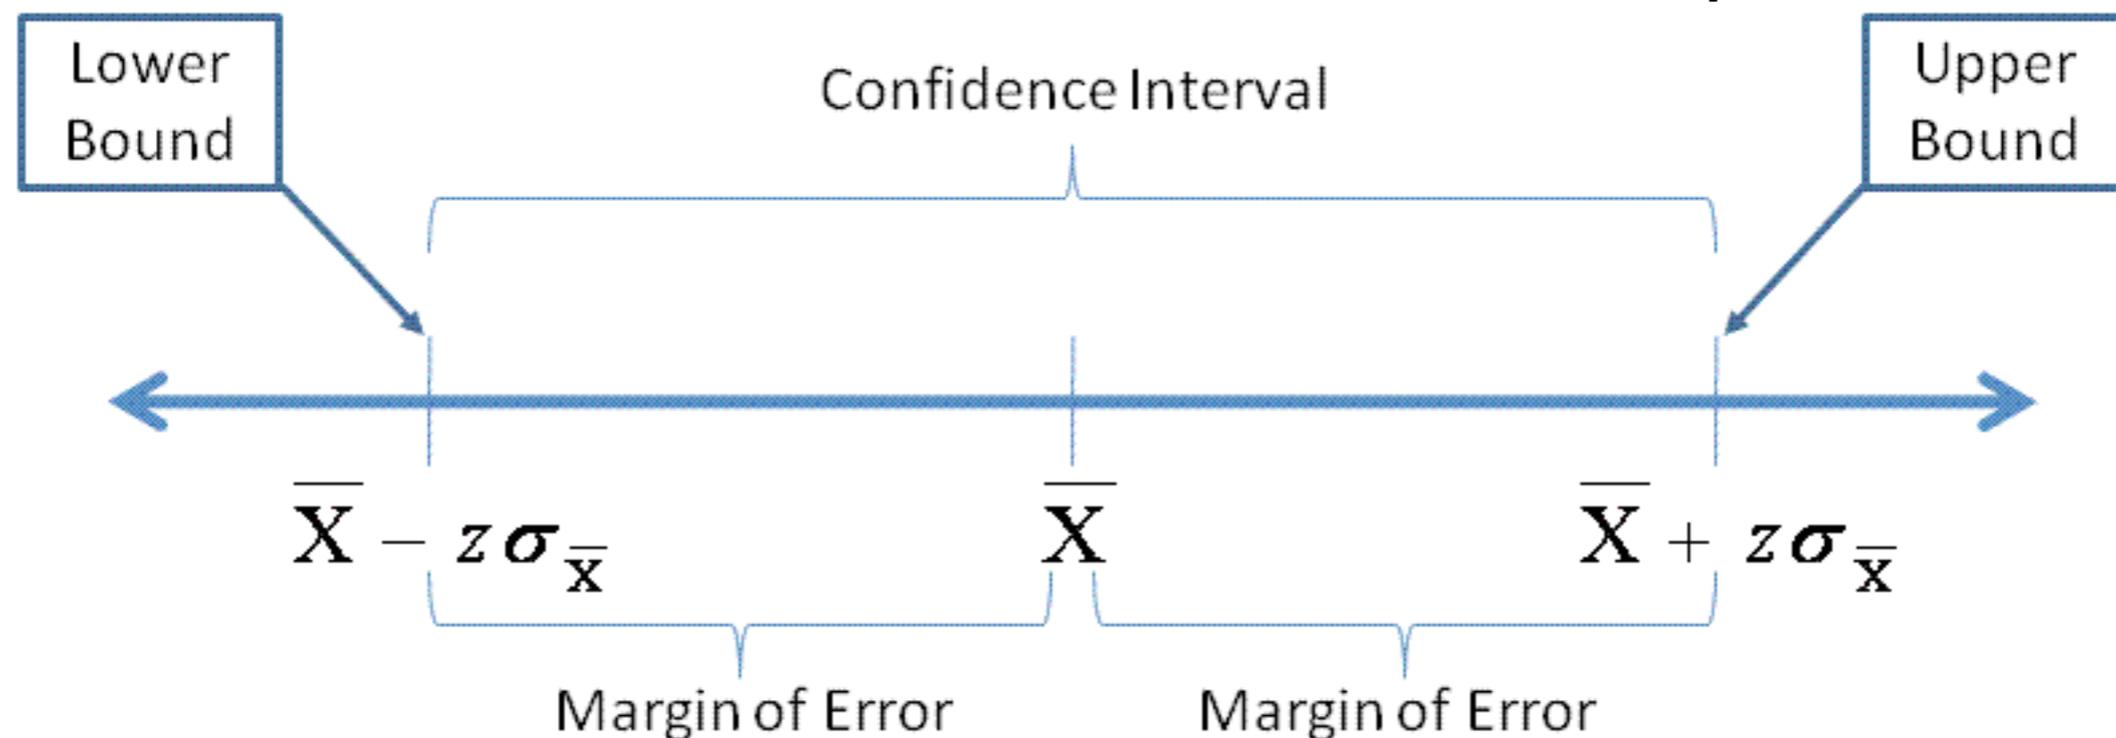 Lower
Bound
Confidence Interval
Upper
Bound
X̅ − zσX̅
X̅
X̅ + zσX̅
Margin of Error
Margin of Error